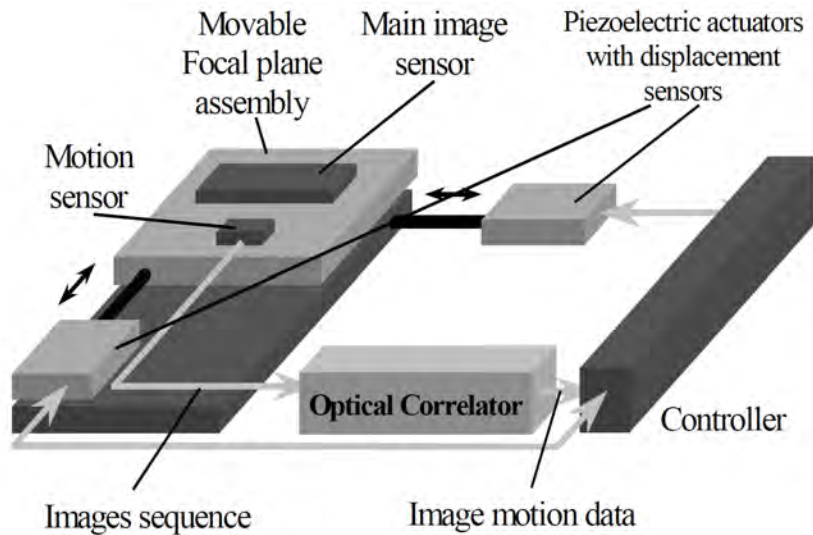 Movable
Focal plane
assembly
Main image
sensor
Piezoelectric actuators
with displacement
sensors
Motion
sensor
Optical Correlator
Controller
Images sequence
Image motion data